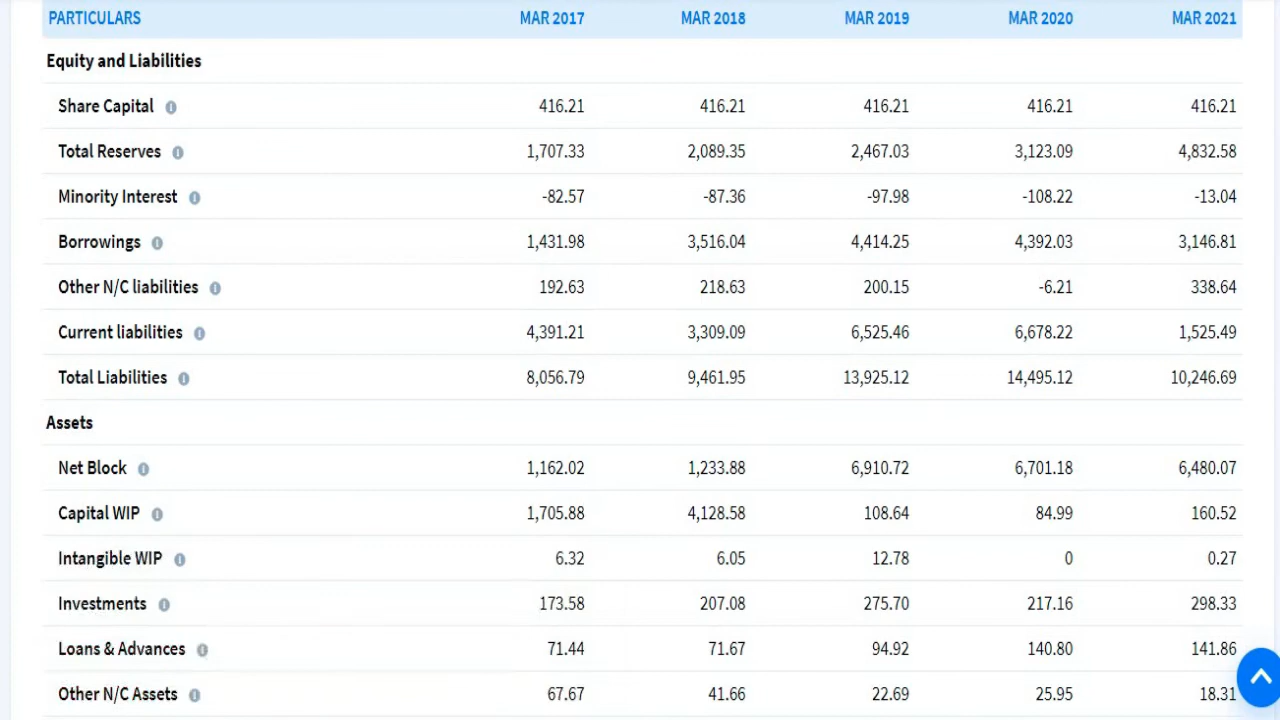 PARTICULARS MAR 2017 MAR 2018 MAR 2019 MAR 2020 MAR 2021
Equity and Liabilities
Share Capital 416.21 416.21 416.21 416.21 416.21
Total Reserves 1,707.33 2,089.35 2,467.03 3,123.09 4,832.58
Minority Interest -82.57 -87.36 -97.98 -108.22 -13.04
Borrowings 1,431.98 3,516.04 4,414.25 4,392.03 3,146.81
Other N/C liabilities 192.63 218.63 200.15 -6.21 338.64
Current liabilities 4,391.21 3,309.09 6,525.46 6,678.22 1,525.49
Total Liabilities 8,056.79 9,461.95 13,925.12 14,495.12 10,246.69
Assets
Net Block 1,162.02 1,233.88 6,910.72 6,701.18 6,480.07
Capital WIP 1,705.88 4,128.58 108.64 84.99 160.52
Intangible WIP 6.32 6.05 12.78 0 0.27
Investments 173.58 207.08 275.70 217.16 298.33
Loans & Advances 71.44 71.67 94.92 140.80 141.86
Other N/C Assets 67.67 41.66 22.69 25.95 18.31